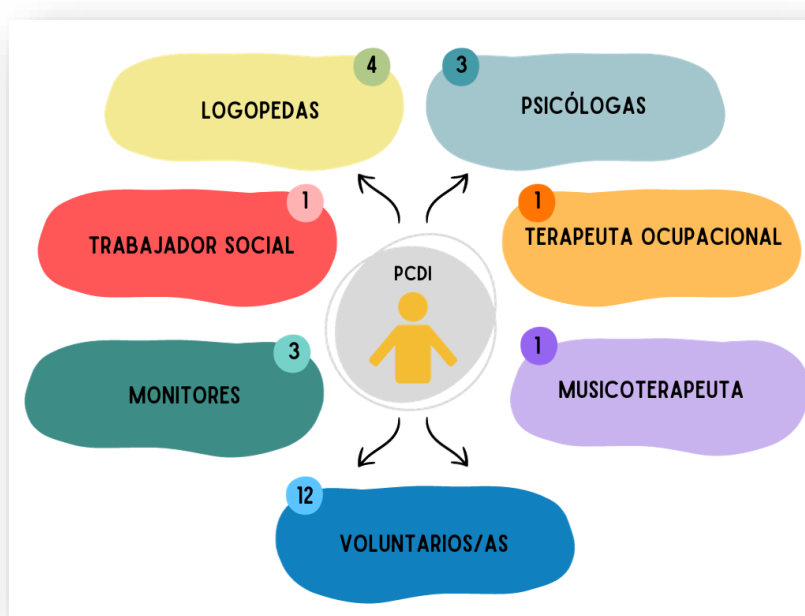 4
LOGOPEDAS
3
PSICÓLOGAS
1
TRABAJADOR SOCIAL
1
TERAPEUTA OCUPACIONAL
PCDI
3
MONITORES
1
MUSICOTERAPEUTA
12
VOLUNTARIOS/AS